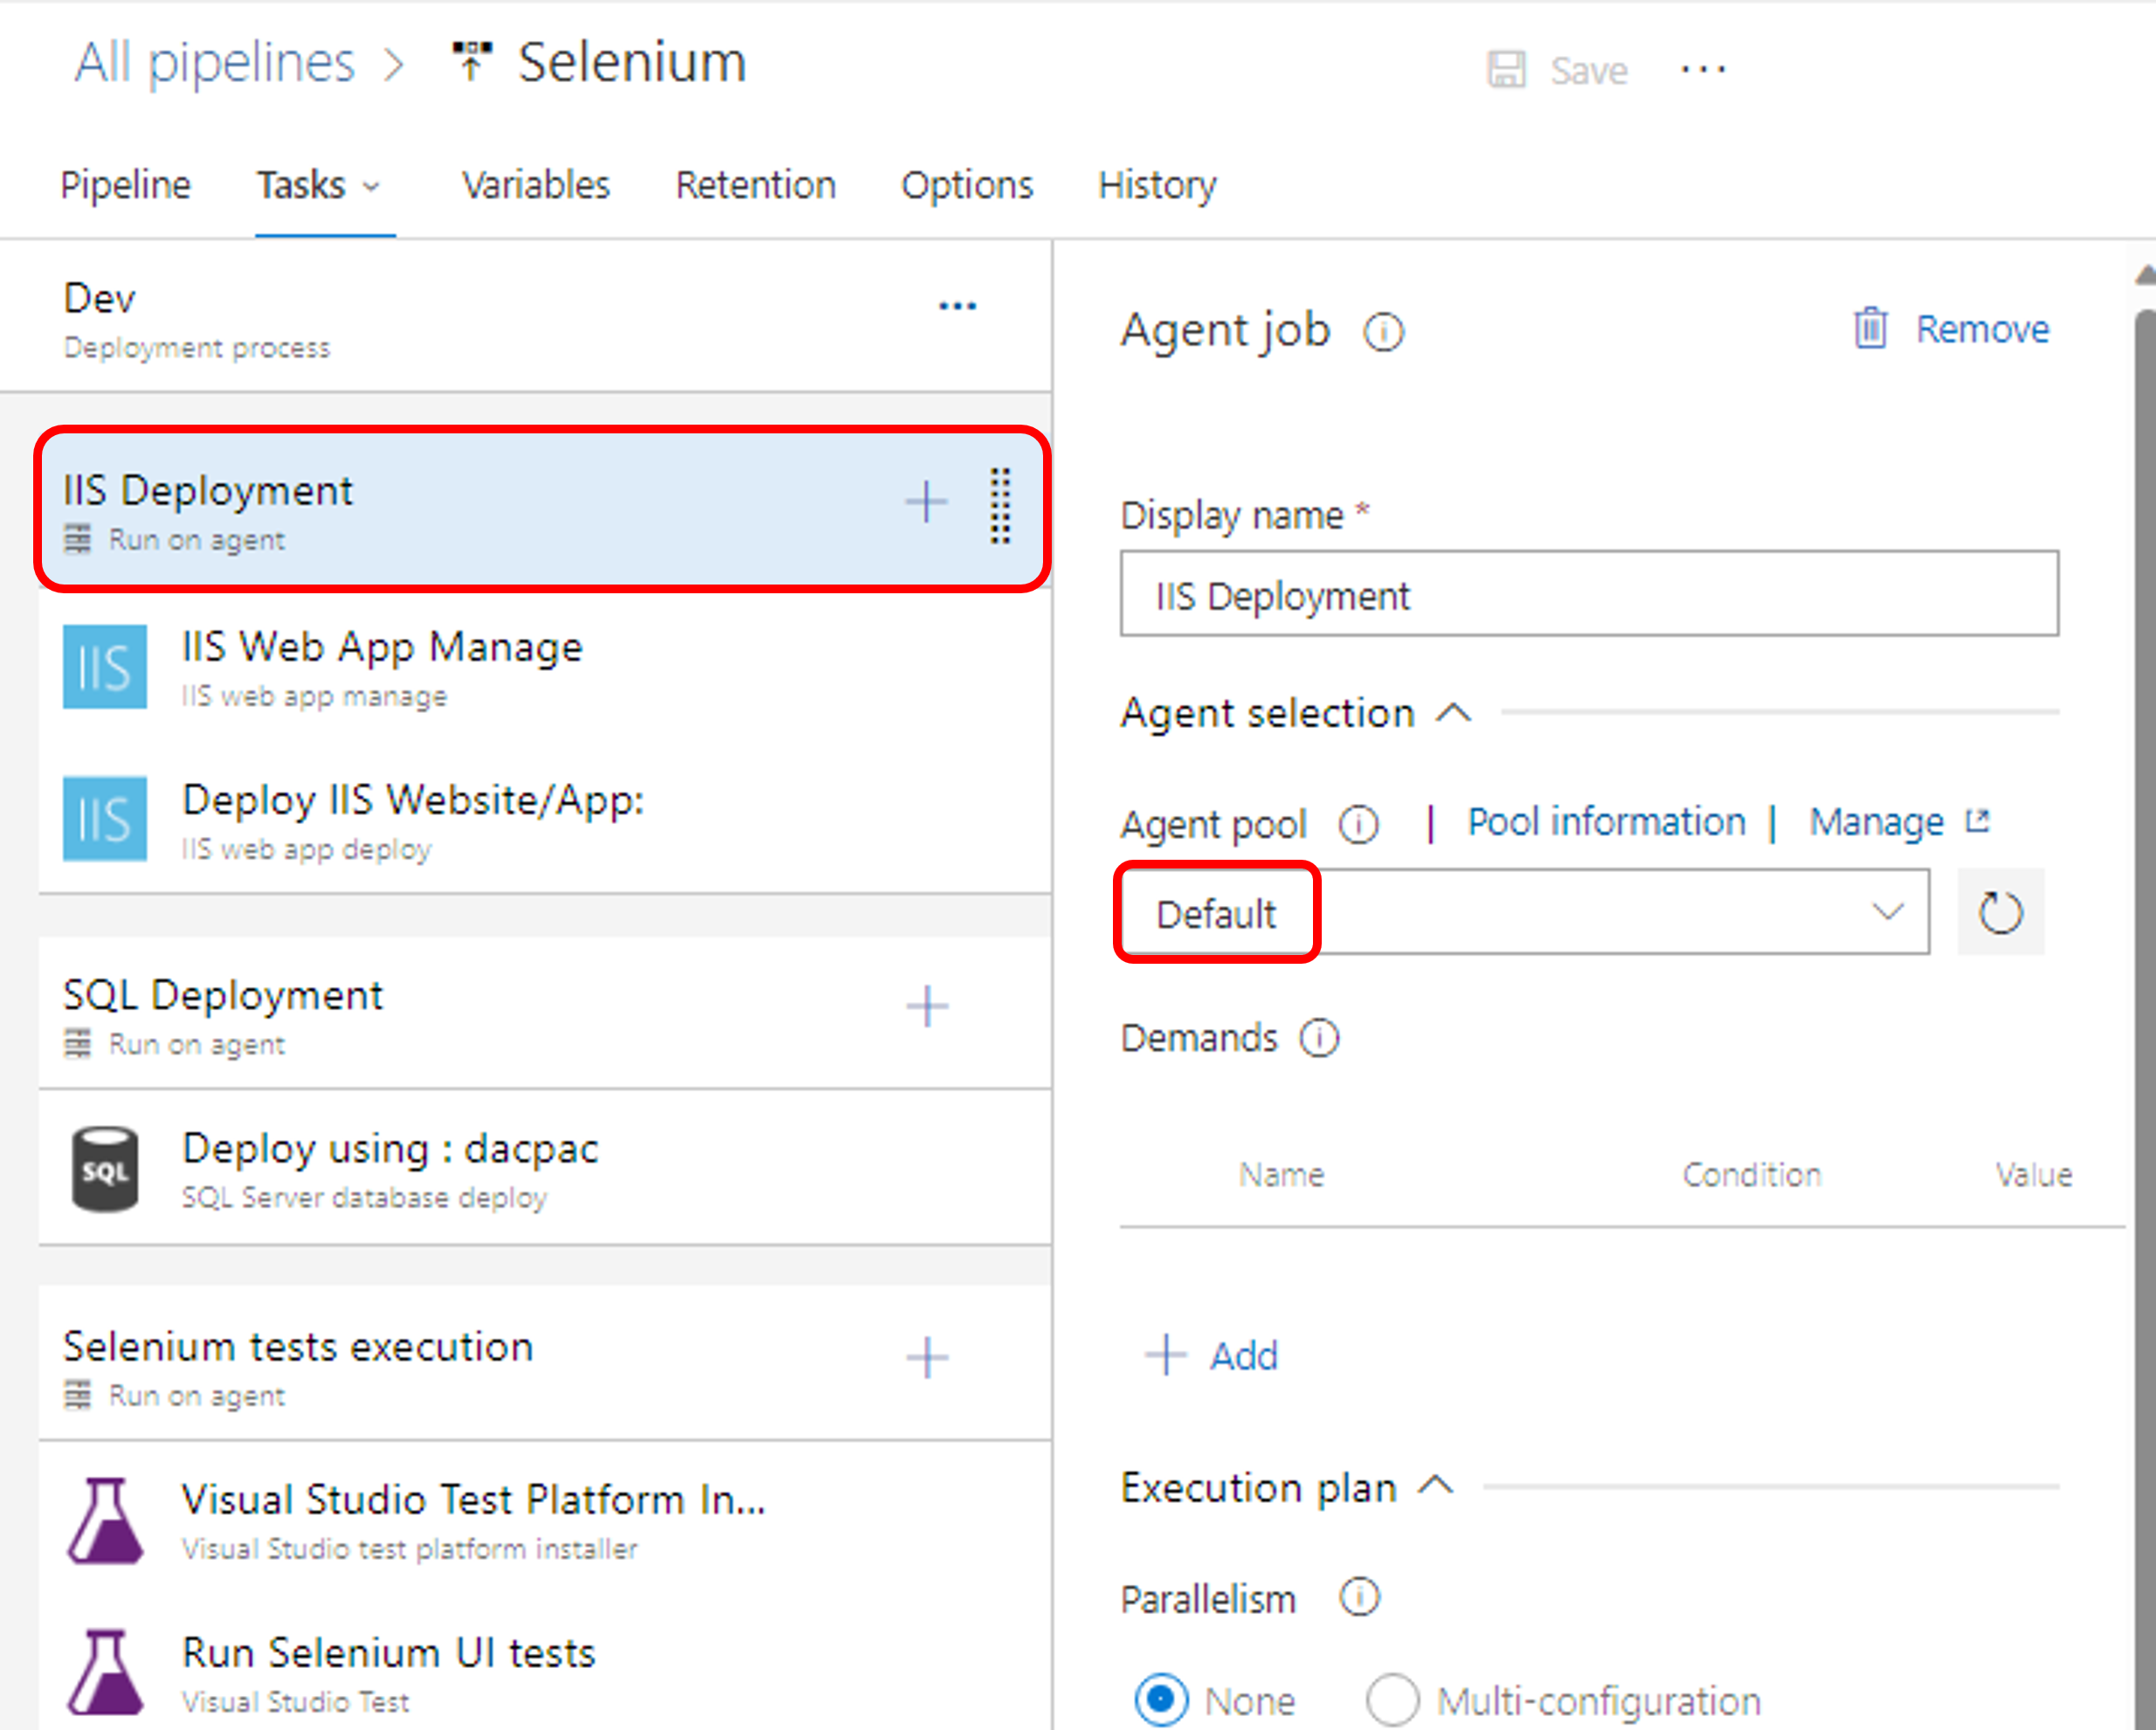 All pipelines > Selenium
Save ...
Pipeline Tasks Variables Retention Options History
Dev
Deployment process
IIS Deployment
Run on agent
IIS
IIS Web App Manage
IIS web app manage
IIS
Deploy IIS Website/App:
IIS web app deploy
SQL Deployment
Run on agent
SQL
Deploy using : dacpac
SQL Server database deploy
Selenium tests execution
Run on agent
Visual Studio Test Platform In...
Visual Studio test platform installer
Run Selenium UI tests
Visual Studio Test
Agent job
Remove
Display name *
IIS Deployment
Agent selection
Agent pool | Pool information | Manage
Default
Demands
Name Condition Value
+ Add
Execution plan
Parallelism
None Multi-configuration